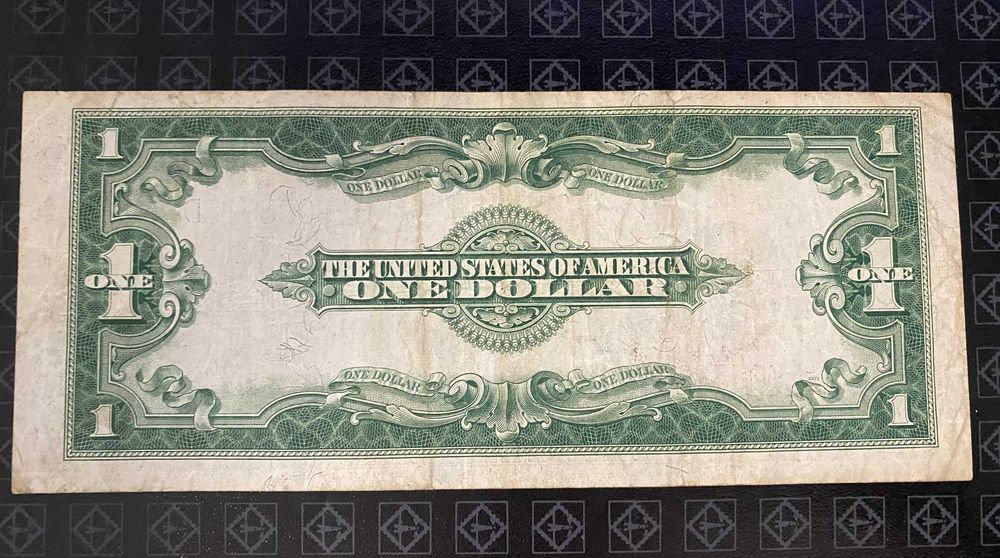 1 1
ONE DOLLAR ONE DOLLAR
1 ONE THE UNITED STATES OF AMERICA 1 ONE
ONE DOLLAR
ONE DOLLAR ONE DOLLAR
1 1